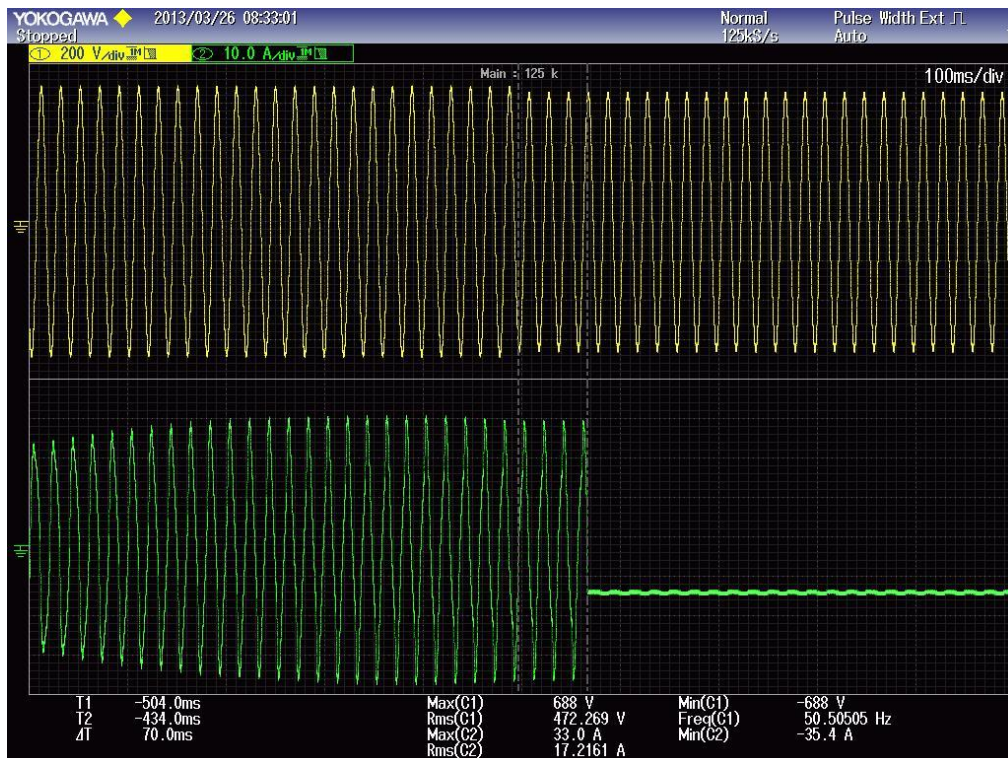 YOKOGAWA 2013/03/26 08:33:01 Normal Pulse Width Ext
Stopped 125kS/s Auto
1 200 V/div 1M 2 10.0 A/div 1M
Main : 125 k 100ms/div
T1 -504.0ms Max(C1) 688 V Min(C1) -688 V
T2 -434.0ms Rms(C1) 472.269 V Freq(C1) 50.50505 Hz
ΔT 70.0ms Max(C2) 33.0 A Min(C2) -35.4 A
Rms(C2) 17.2161 A